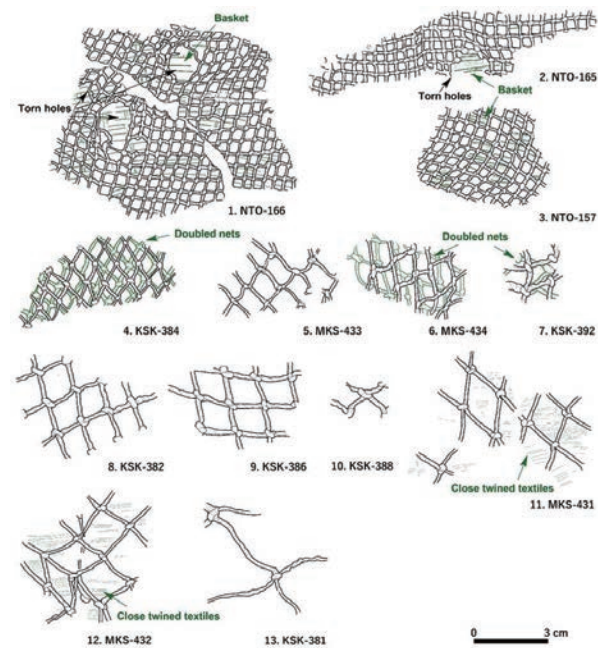 Basket
Torn holes
1. NTO-166
Torn holes
Basket
2. NTO-165
3. NTO-157
Doubled nets
4. KSK-384
5. MKS-433
Doubled nets
6. MKS-434
7. KSK-392
8. KSK-382
9. KSK-386
10. KSK-388
Close twined textiles
11. MKS-431
Close twined textiles
12. MKS-432
13. KSK-381
0 3 cm